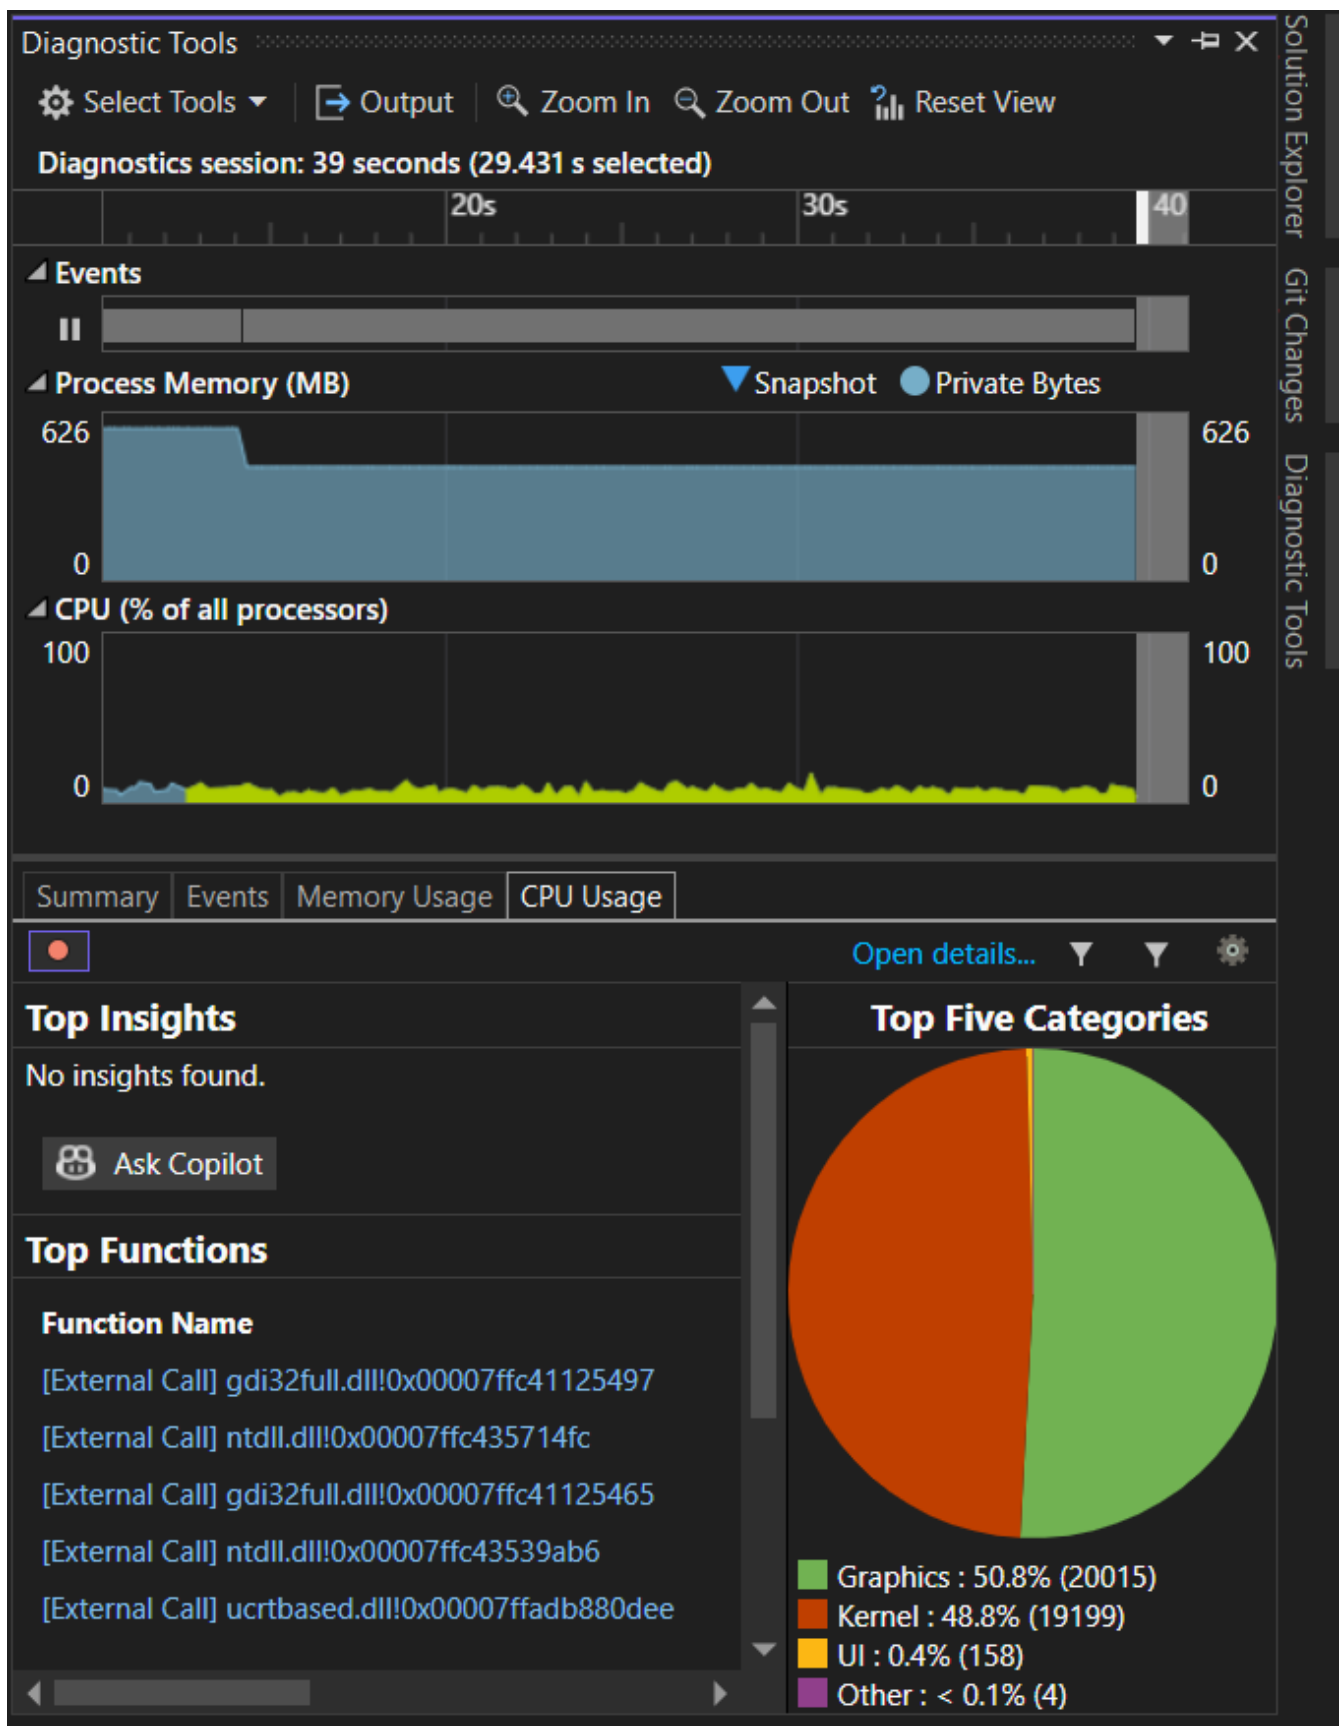 Diagnostic Tools
Select Tools Output Zoom In Zoom Out Reset View
Diagnostics session: 39 seconds (29.431 s selected)
20s 30s 40
Events
Process Memory (MB) Snapshot Private Bytes
626 626
0 0
CPU (% of all processors)
100 100
0 0
Summary Events Memory Usage CPU Usage
Open details...
Top Insights
No insights found.
Ask Copilot
Top Functions
Function Name
[External Call] gdi32full.dll!0x00007ffc41125497
[External Call] ntdll.dll!0x00007ffc435714fc
[External Call] gdi32full.dll!0x00007ffc41125465
[External Call] ntdll.dll!0x00007ffc43539ab6
[External Call] ucrtbased.dll!0x00007ffadb880dee
Top Five Categories
Graphics : 50.8% (20015)
Kernel : 48.8% (19199)
UI : 0.4% (158)
Other : < 0.1% (4)
Solution Explorer
Git Changes
Diagnostic Tools